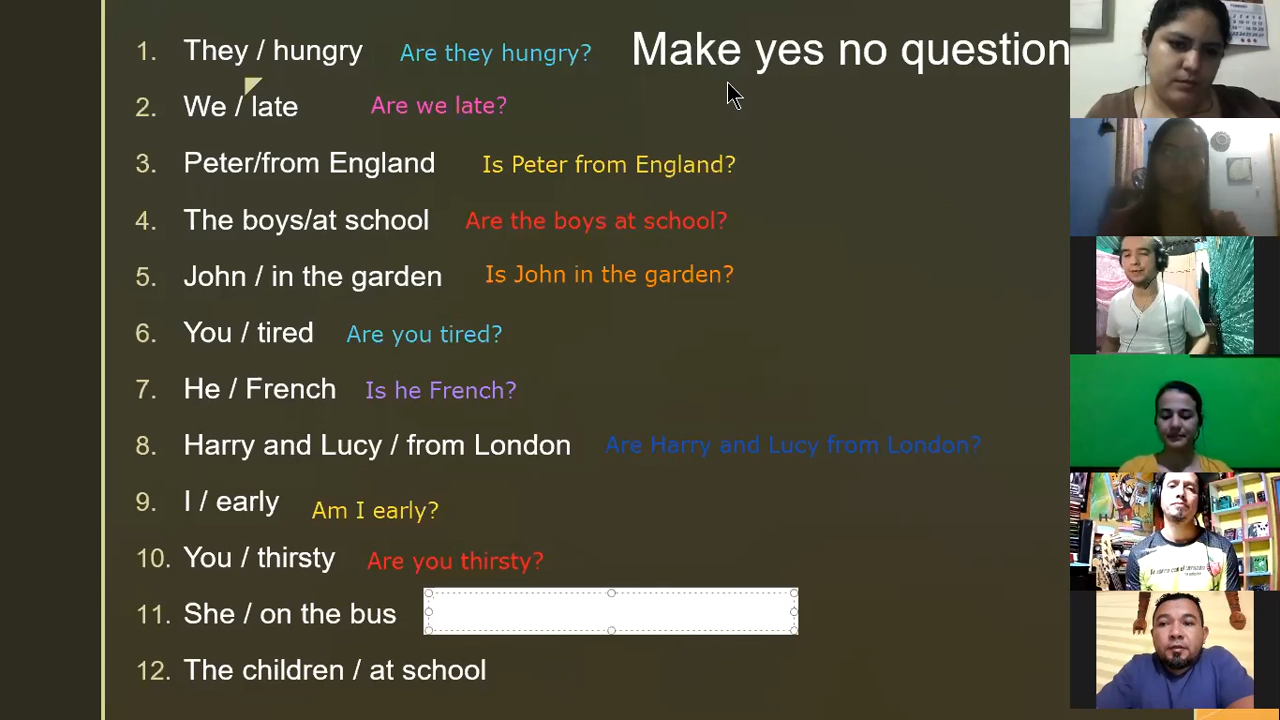 1. They / hungry Are they hungry? Make yes no question
2. We / late Are we late?
3. Peter/from England Is Peter from England?
4. The boys/at school Are the boys at school?
5. John / in the garden Is John in the garden?
6. You / tired Are you tired?
7. He / French Is he French?
8. Harry and Lucy / from London Are Harry and Lucy from London?
9. I / early Am I early?
10. You / thirsty Are you thirsty?
11. She / on the bus
12. The children / at school